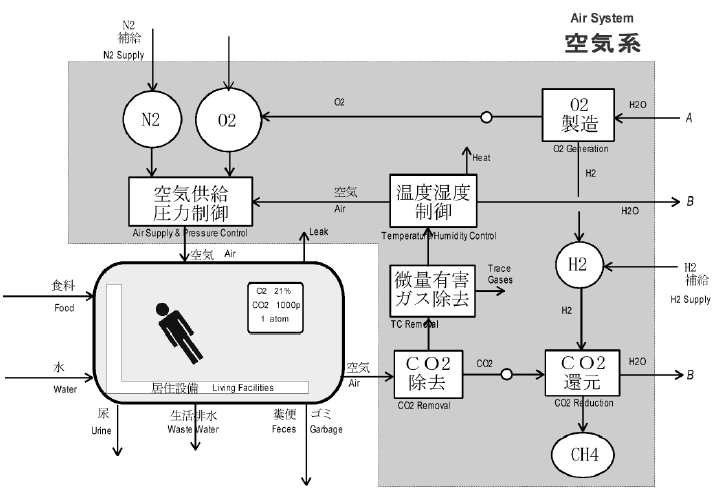 Air System
空気系
N2
補給
N2 Supply
N2
O2
O2
O2
製造
O2 Generation
H2O
A
H2
Heat
空気供給
圧力制御
Air Supply & Pressure Control
空気
Air
温度湿度
制御
Temperature/Humidity Control
H2O
B
Leak
空気 Air
H2
H2
補給
H2 Supply
微量有害
ガス除去
TC Removal
Trace
Gases
食料
Food
O2 21%
CO2 1000p
1 atom
H2
水
Water
居住設備 Living Facilities
空気
Air
CO2
除去
CO2 Removal
CO2
CO2
還元
CO2 Reduction
H2O
B
尿
Urine
生活排水
Waste Water
糞便
Feces
ゴミ
Garbage
CH4